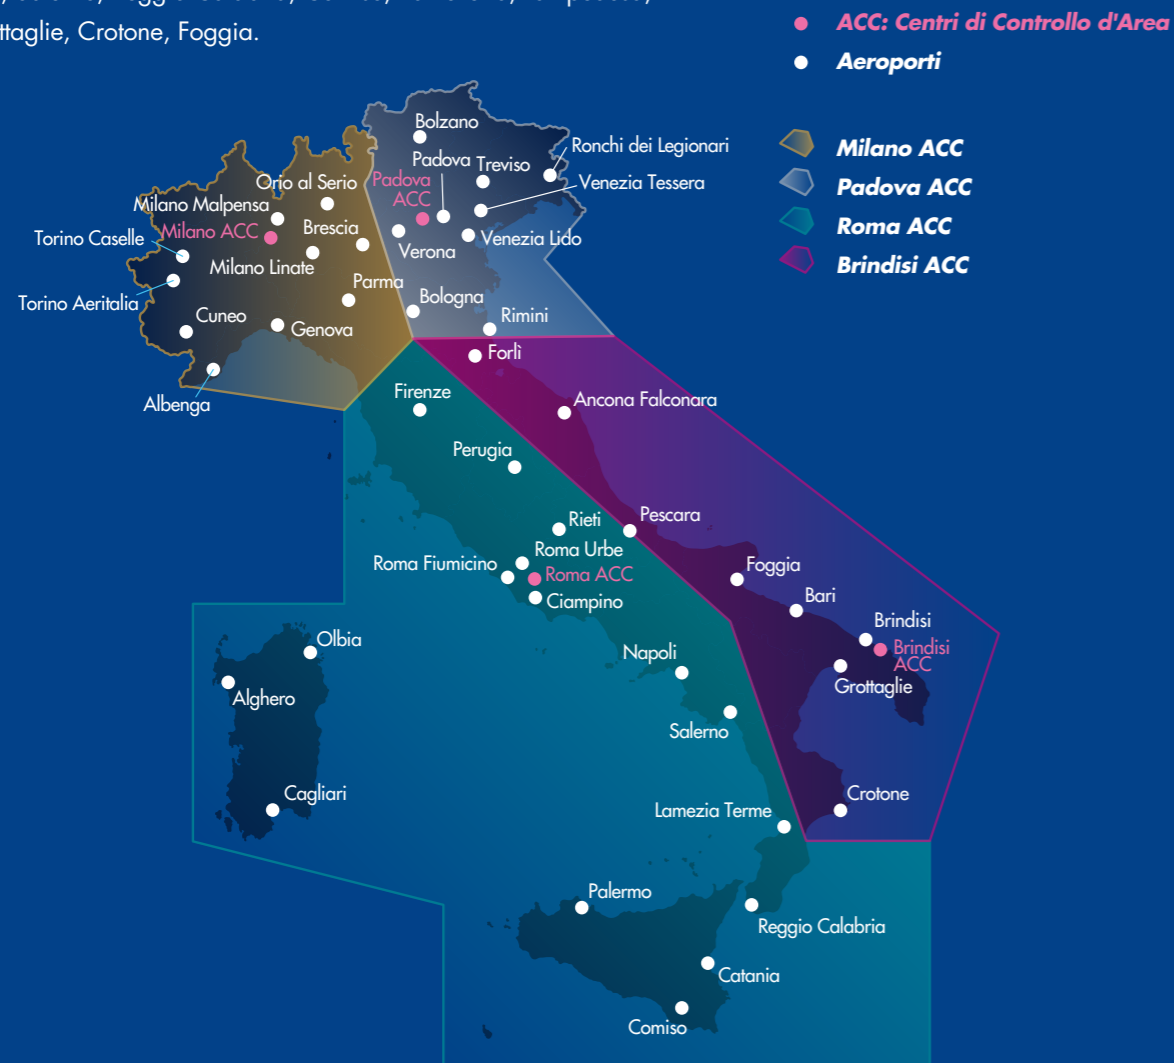 ttaglie, Crotone, Foggia.
ACC: Centri di Controllo d'Area
Aeroporti
Milano ACC
Padova ACC
Roma ACC
Brindisi ACC
Bolzano
Ronchi dei Legionari
Padova
Treviso
Orio al Serio
Padova
ACC
Venezia Tessera
Milano Malpensa
Brescia
Milano ACC
Torino Caselle
Venezia Lido
Verona
Milano Linate
Parma
Torino Aeritalia
Bologna
Cuneo
Rimini
Genova
Forlì
Firenze
Albenga
Ancona Falconara
Perugia
Pescara
Rieti
Roma Urbe
Roma Fiumicino
Foggia
Roma ACC
Bari
Ciampino
Brindisi
Olbia
Brindisi
ACC
Napoli
Grottaglie
Alghero
Salerno
Cagliari
Crotone
Lamezia Terme
Palermo
Reggio Calabria
Catania
Comiso